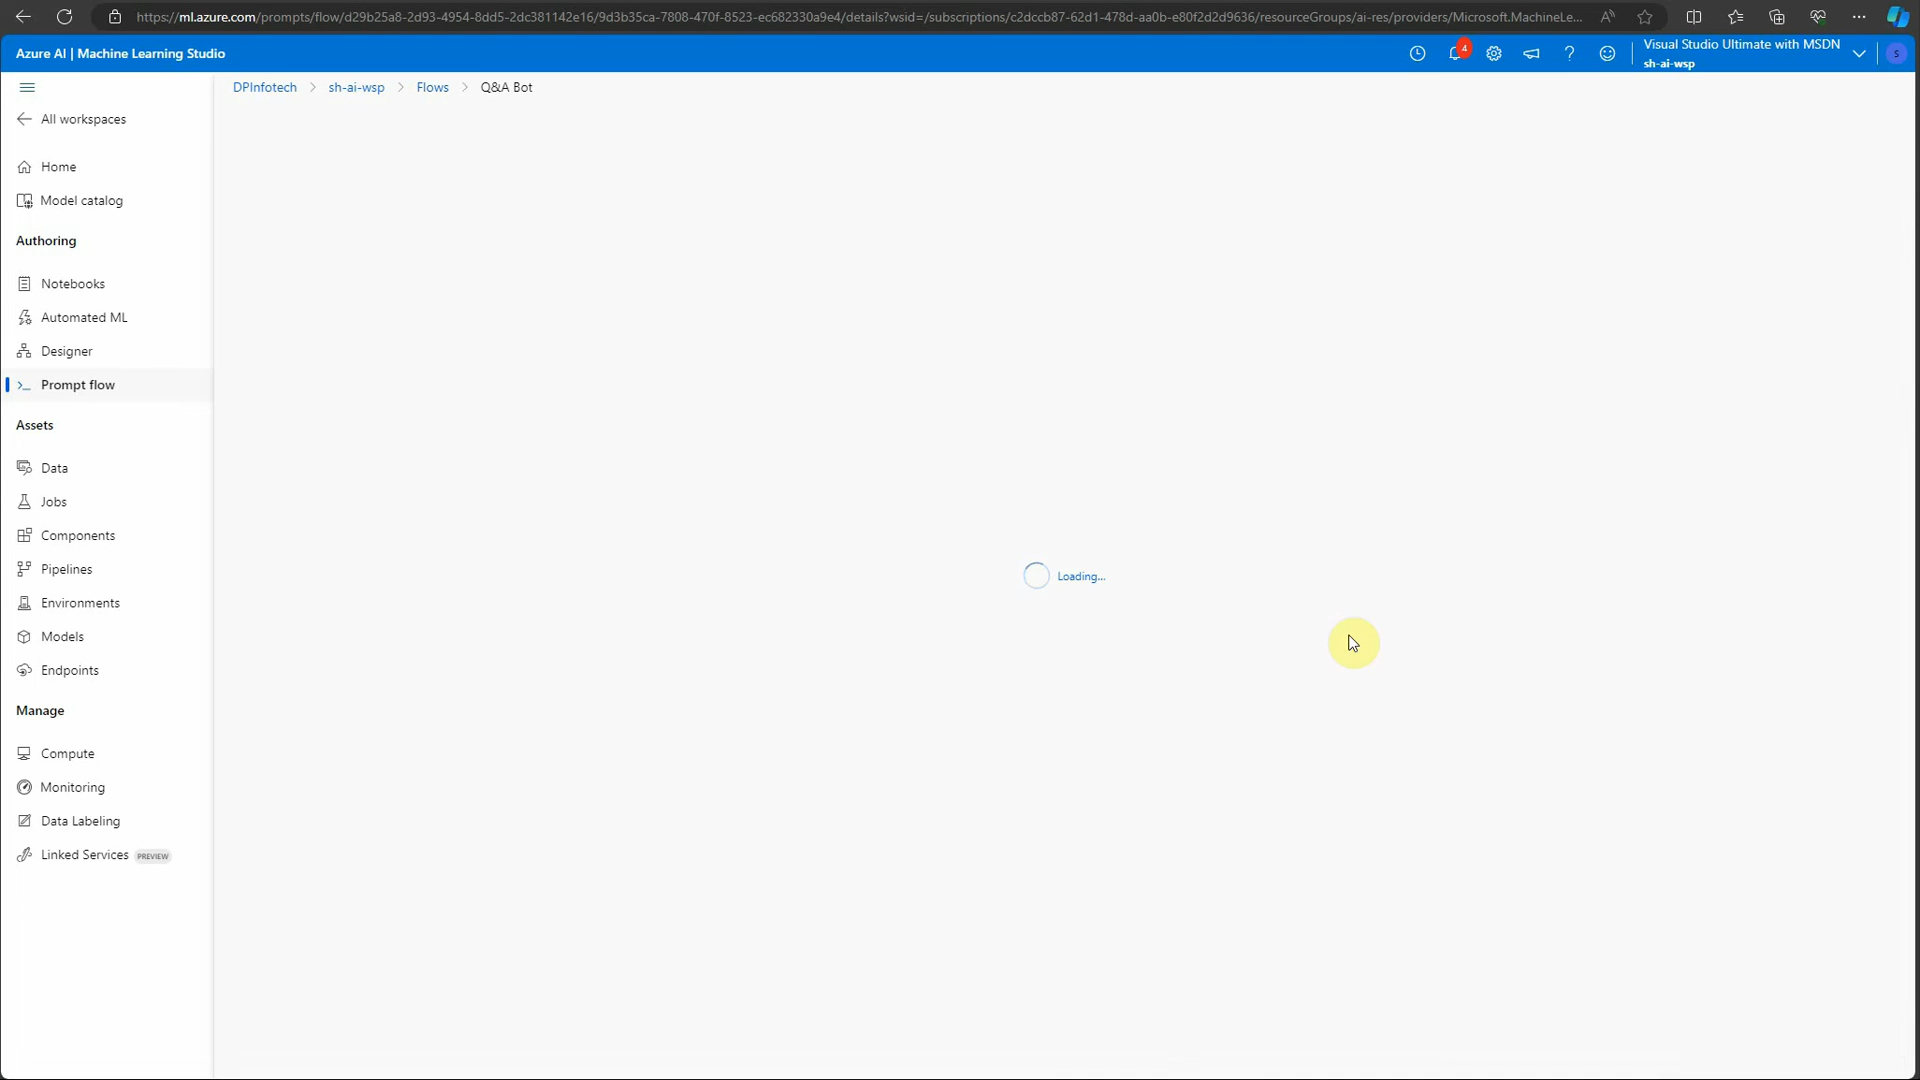 https://ml.azure.com/prompts/flow/d29b25a8-2d93-4954-8dd5-2dc381142e16/9d3b35ca-7808-470f-8523-ec682330a9e4/details?wsid=/subscriptions/c2dccb87-62d1-478d-aa0b-e80f2d2d9636/resourceGroups/ai-res/providers/Microsoft.MachineLe...
Azure AI | Machine Learning Studio
4
Visual Studio Ultimate with MSDN
sh-ai-wsp
S
DPInfotech > sh-ai-wsp > Flows > Q&A Bot
All workspaces
Home
Model catalog
Authoring
Notebooks
Automated ML
Designer
Prompt flow
Assets
Data
Jobs
Components
Pipelines
Environments
Models
Endpoints
Manage
Compute
Monitoring
Data Labeling
Linked Services PREVIEW
Loading...